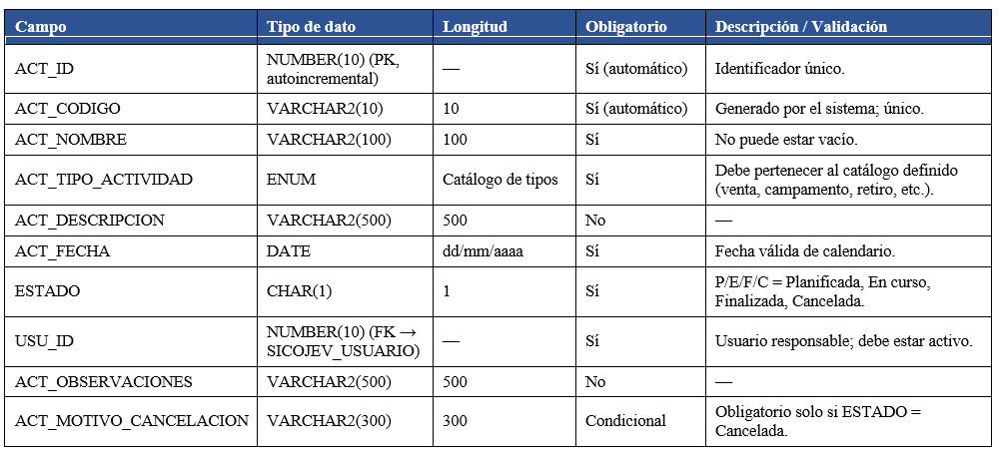 Campo Tipo de dato Longitud Obligatorio Descripción / Validación
ACT_ID NUMBER(10) (PK, autoincremental) — Sí (automático) Identificador único.
ACT_CODIGO VARCHAR2(10) 10 Sí (automático) Generado por el sistema; único.
ACT_NOMBRE VARCHAR2(100) 100 Sí No puede estar vacío.
ACT_TIPO_ACTIVIDAD ENUM Catálogo de tipos Sí Debe pertenecer al catálogo definido (venta, campamento, retiro, etc.).
ACT_DESCRIPCION VARCHAR2(500) 500 No —
ACT_FECHA DATE dd/mm/aaaa Sí Fecha válida de calendario.
ESTADO CHAR(1) 1 Sí P/E/F/C = Planificada, En curso, Finalizada, Cancelada.
USU_ID NUMBER(10) (FK → SICOJEV_USUARIO) — Sí Usuario responsable; debe estar activo.
ACT_OBSERVACIONES VARCHAR2(500) 500 No —
ACT_MOTIVO_CANCELACION VARCHAR2(300) 300 Condicional Obligatorio solo si ESTADO = Cancelada.